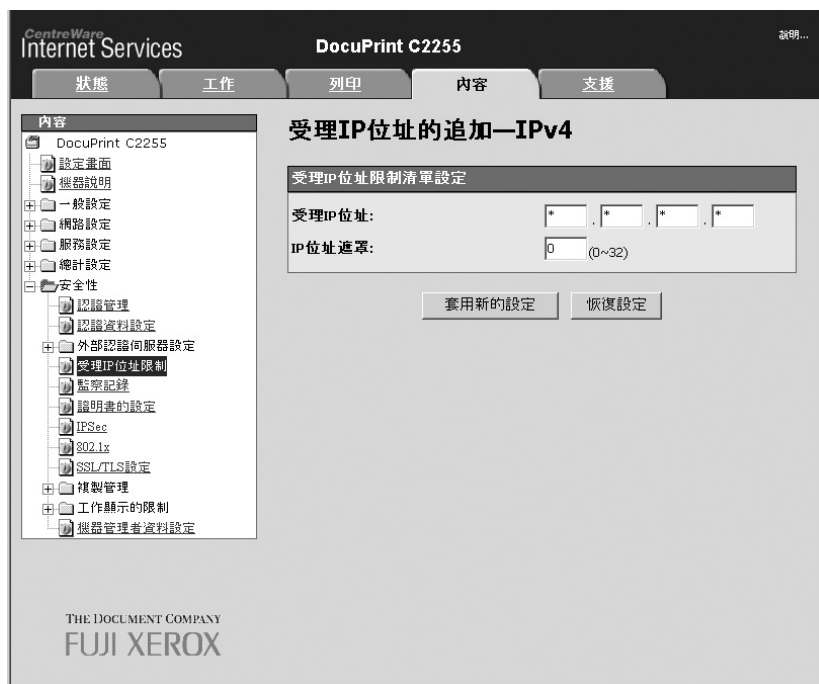 CentreWare
Internet Services
DocuPrint C2255
說明...
狀態
工作
列印
內容
支援
內容
DocuPrint C2255
設定畫面
機器說明
一般設定
網路設定
服務設定
總計設定
安全性
認證管理
認證資料設定
外部認證伺服器設定
受理IP位址限制
監察記錄
證明書的設定
IPSec
802.1x
SSL/TLS設定
複製管理
工作顯示的限制
機器管理者資料設定
受理IP位址的追加—IPv4
受理IP位址限制清單設定
受理IP位址: * . * . * . *
IP位址遮罩: 0 (0~32)
套用新的設定
恢復設定
THE DOCUMENT COMPANY
FUJI XEROX